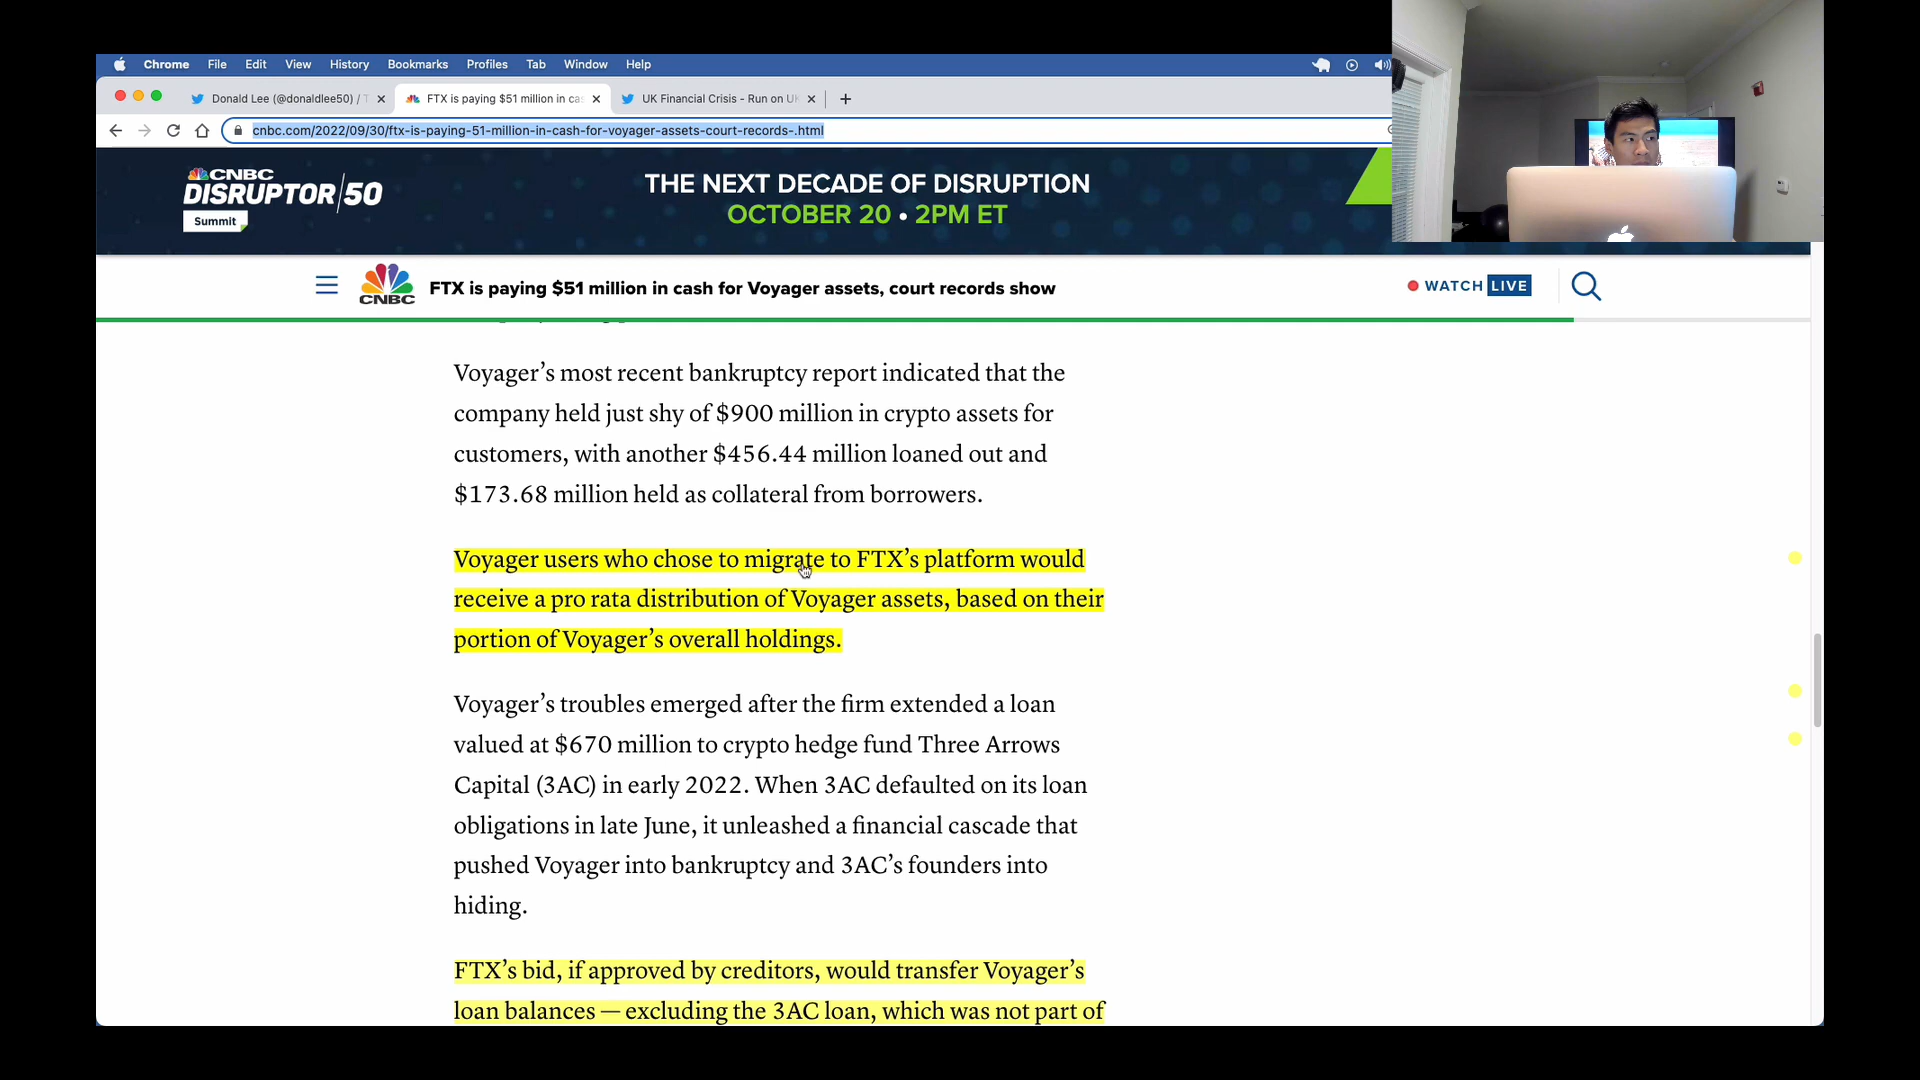 Chrome File Edit View History Bookmarks Profiles Tab Window Help
Donald Lee (@donaldlee50) / T
FTX is paying $51 million in cas
UK Financial Crisis - Run on U
cnbc.com/2022/09/30/ftx-is-paying-51-million-in-cash-for-voyager-assets-court-records-.html
CNBC
DISRUPTOR/50
Summit
THE NEXT DECADE OF DISRUPTION
OCTOBER 20 • 2PM ET
CNBC
FTX is paying $51 million in cash for Voyager assets, court records show
WATCH LIVE
Voyager’s most recent bankruptcy report indicated that the
company held just shy of $900 million in crypto assets for
customers, with another $456.44 million loaned out and
$173.68 million held as collateral from borrowers.
Voyager users who chose to migrate to FTX’s platform would
receive a pro rata distribution of Voyager assets, based on their
portion of Voyager’s overall holdings.
Voyager’s troubles emerged after the firm extended a loan
valued at $670 million to crypto hedge fund Three Arrows
Capital (3AC) in early 2022. When 3AC defaulted on its loan
obligations in late June, it unleashed a financial cascade that
pushed Voyager into bankruptcy and 3AC’s founders into
hiding.
FTX’s bid, if approved by creditors, would transfer Voyager’s
loan balances — excluding the 3AC loan, which was not part of